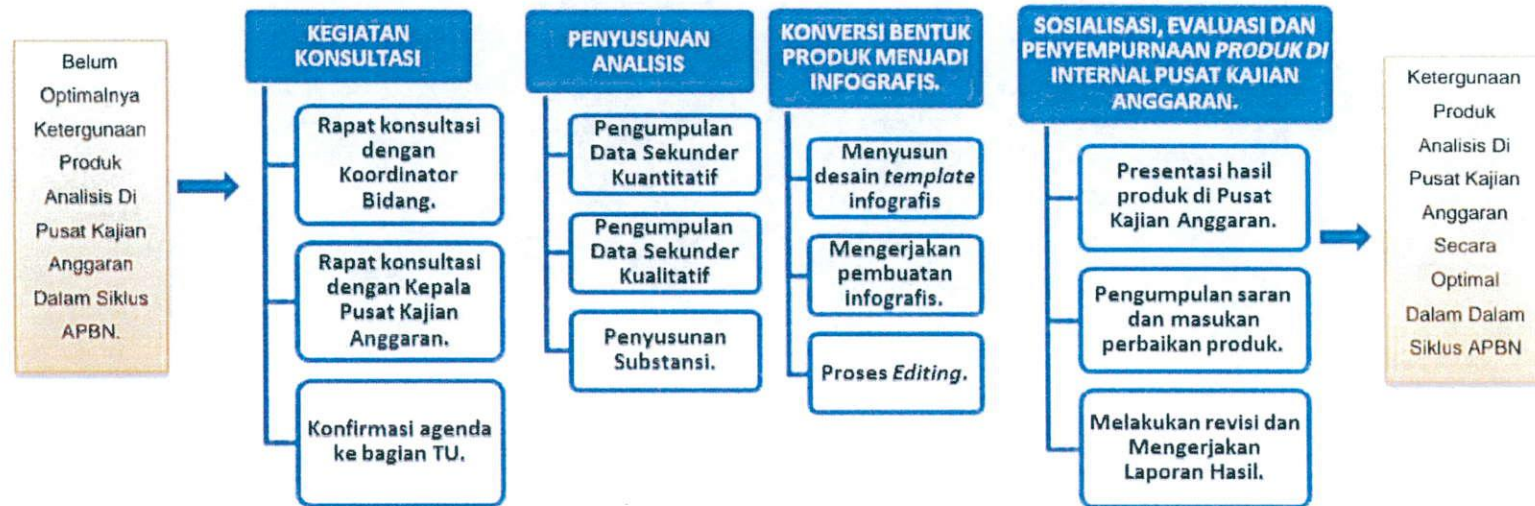 Belum
Optimalnya
Ketergunaan
Produk
Analisis Di
Pusat Kajian
Anggaran
Dalam Siklus
APBN.
KEGIATAN
KONSULTASI
Rapat konsultasi
dengan
Koordinator
Bidang.
Rapat konsultasi
dengan Kepala
Pusat Kajian
Anggaran.
Konfirmasi agenda
ke bagian TU.
PENYUSUNAN
ANALISIS
Pengumpulan
Data Sekunder
Kuantitatif
Pengumpulan
Data Sekunder
Kualitatif
Penyusunan
Substansi.
KONVERSI BENTUK
PRODUK MENJADI
INFOGRAFIS.
Menyusun
desain template
infografis
Mengerjakan
pembuatan
infografis.
Proses Editing.
SOSIALISASI, EVALUASI DAN
PENYEMPURNAAN PRODUK DI
INTERNAL PUSAT KAJIAN
ANGGARAN.
Presentasi hasil
produk di Pusat
Kajian Anggaran.
Pengumpulan saran
dan masukan
perbaikan produk.
Melakukan revisi dan
Mengerjakan
Laporan Hasil.
Ketergunaan
Produk
Analisis Di
Pusat Kajian
Anggaran
Secara
Optimal
Dalam Dalam
Siklus APBN